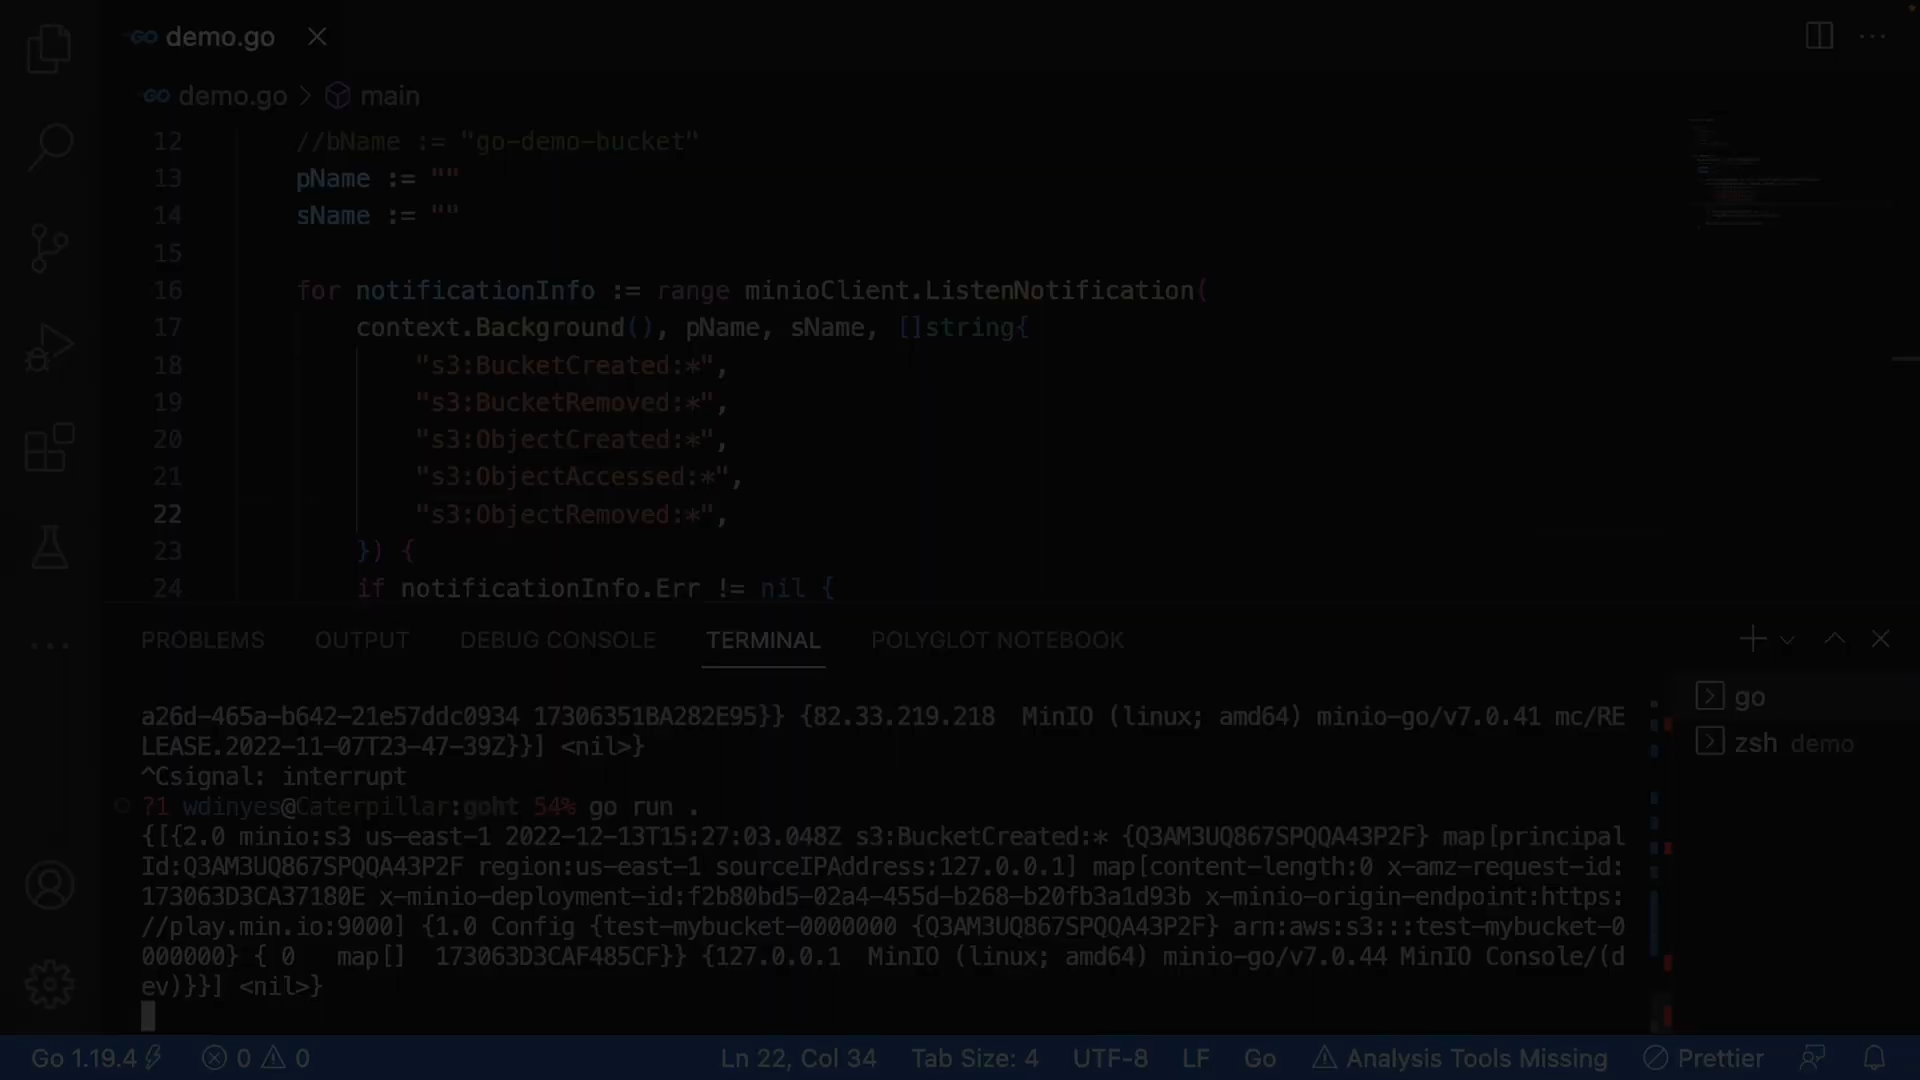 demo.go
demo.go > main
12 //bName := "go-demo-bucket"
13 pName := ""
14 sName := ""
15
16 for notificationInfo := range minioClient.ListenNotification(
17 context.Background(), pName, sName, []string{
18 "s3:BucketCreated:*",
19 "s3:BucketRemoved:*",
20 "s3:ObjectCreated:*",
21 "s3:ObjectAccessed:*",
22 "s3:ObjectRemoved:*",
23 }) {
24 if notificationInfo.Err != nil {
PROBLEMS OUTPUT DEBUG CONSOLE TERMINAL POLYGLOT NOTEBOOK
a26d-465a-b642-21e57ddc0934 17306351BA282E95}} {82.33.219.218  MinIO (linux; amd64) minio-go/v7.0.41 mc/RE
LEASE.2022-11-07T23-47-39Z}}] <nil>}
^Csignal: interrupt
?1 wdinyes@Caterpillar:goht 54% go run .
{[{2.0 minio:s3 us-east-1 2022-12-13T15:27:03.048Z s3:BucketCreated:* {Q3AM3UQ867SPQQA43P2F} map[principal
Id:Q3AM3UQ867SPQQA43P2F region:us-east-1 sourceIPAddress:127.0.0.1] map[content-length:0 x-amz-request-id:
173063D3CA37180E x-minio-deployment-id:f2b80bd5-02a4-455d-b268-b20fb3a1d93b x-minio-origin-endpoint:https:
//play.min.io:9000] {1.0 Config {test-mybucket-0000000 {Q3AM3UQ867SPQQA43P2F} arn:aws:s3:::test-mybucket-0
000000} { 0   map[]  173063D3CAF485CF}} {127.0.0.1  MinIO (linux; amd64) minio-go/v7.0.44 MinIO Console/(d
ev)}}] <nil>}
go
zsh demo
Go 1.19.4 0 0 Ln 22, Col 34 Tab Size: 4 UTF-8 LF Go Analysis Tools Missing Prettier